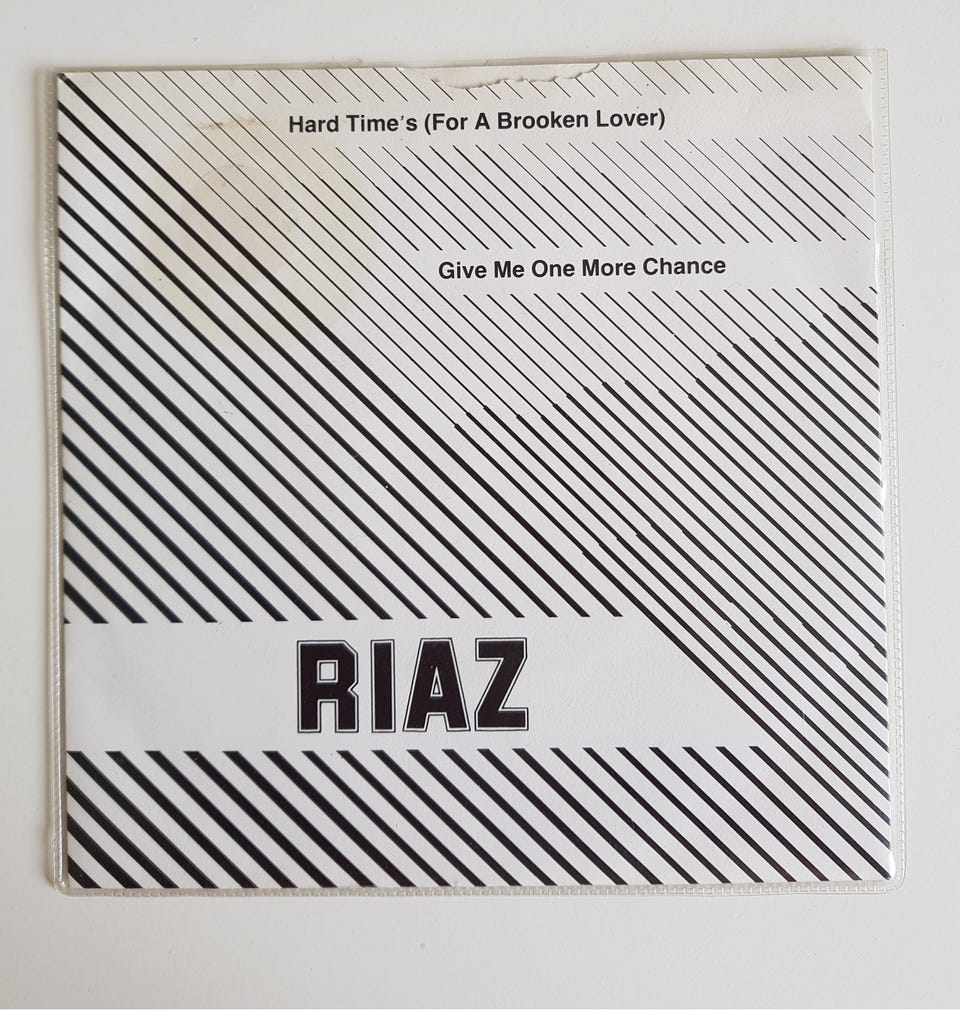 Hard Time's (For A Brooken Lover)
Give Me One More Chance
RIAZ